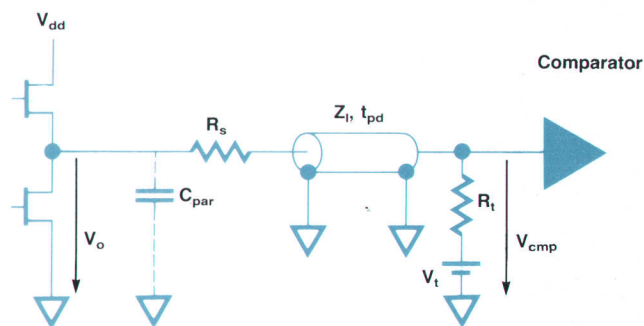 Vdd
Comparator
Zl, tpd
Rs
Cpar
Rt
Vo
Vcmp
Vt